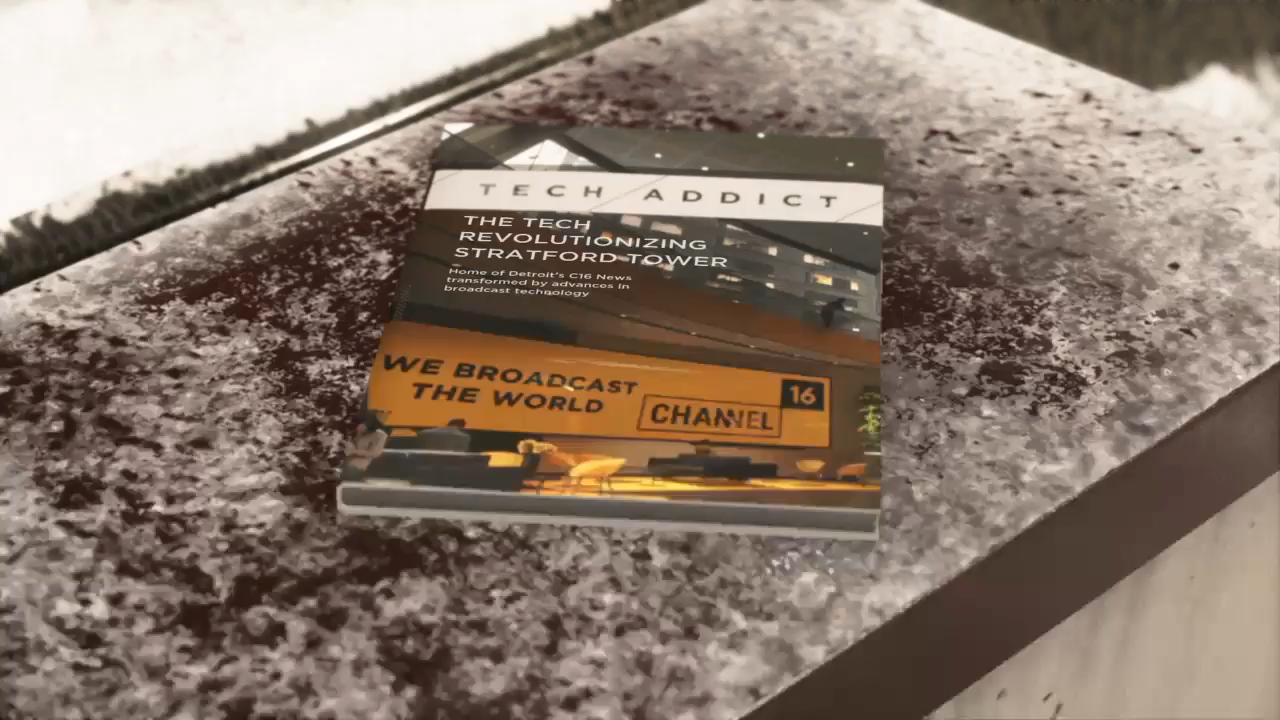 TECH ADDICT
THE TECH
REVOLUTIONIZING
STRATFORD TOWER
Home of Detroit's C16 News
transformed by advances in
broadcast technology
WE BROADCAST
THE WORLD
CHANNEL
16